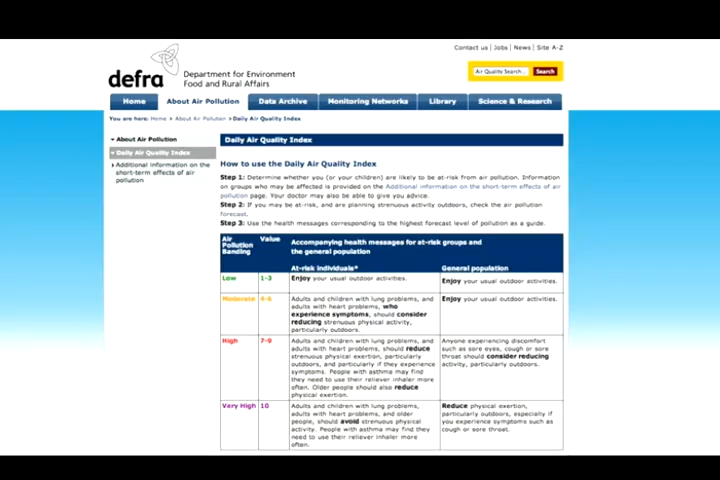 Contact us | Jobs | News | Site A-Z
defra
Department for Environment
Food and Rural Affairs
Air Quality Search...
Search
Home
About Air Pollution
Data Archive
Monitoring Networks
Library
Science & Research
You are here: Home > About Air Pollution > Daily Air Quality Index
About Air Pollution
Daily Air Quality Index
Additional information on the
short-term effects of air
pollution
Daily Air Quality Index
How to use the Daily Air Quality Index
Step 1: Determine whether you (or your children) are likely to be at-risk from air pollution. Information
on groups who may be affected is provided on the Additional information on the short-term effects of air
pollution page. Your doctor may also be able to give you advice.
Step 2: If you may be at-risk, and are planning strenuous activity outdoors, check the air pollution
forecast.
Step 3: Use the health messages corresponding to the highest forecast level of pollution as a guide.
Air
Pollution
Banding
Value
Accompanying health messages for at-risk groups and
the general population
At-risk individuals*
General population
Low
1-3
Enjoy your usual outdoor activities.
Enjoy your usual outdoor activities.
Moderate
4-6
Adults and children with lung problems, and
adults with heart problems, who
experience symptoms, should consider
reducing strenuous physical activity,
particularly outdoors.
Enjoy your usual outdoor activities.
High
7-9
Adults and children with lung problems, and
adults with heart problems, should reduce
strenuous physical exertion, particularly
outdoors, and particularly if they experience
symptoms. People with asthma may find
they need to use their reliever inhaler more
often. Older people should also reduce
physical exertion.
Anyone experiencing discomfort
such as sore eyes, cough or sore
throat should consider reducing
activity, particularly outdoors.
Very High
10
Adults and children with lung problems,
adults with heart problems, and older
people, should avoid strenuous physical
activity. People with asthma may find they
need to use their reliever inhaler more
often.
Reduce physical exertion,
particularly outdoors, especially if
you experience symptoms such as
cough or sore throat.